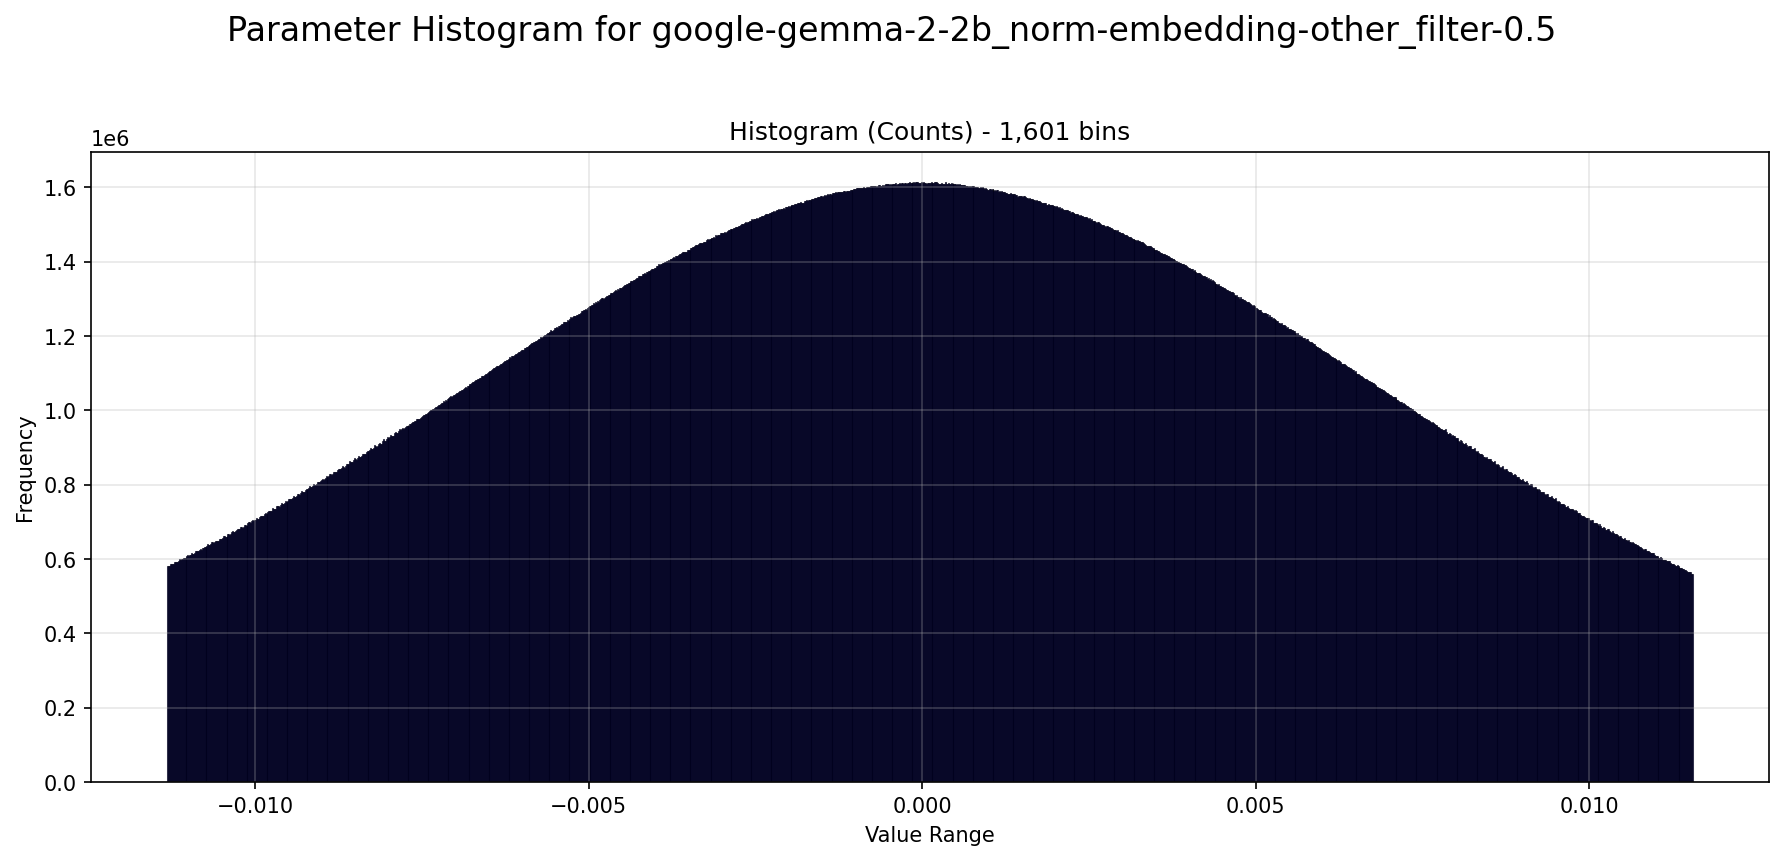 Parameter Histogram for google-gemma-2-2b_norm-embedding-other_filter-0.5
Histogram (Counts) - 1,601 bins
1e6
1.6
1.4
1.2
1.0
0.8
0.6
0.4
0.2
0.0
Frequency
−0.010 −0.005 0.000 0.005 0.010
Value Range